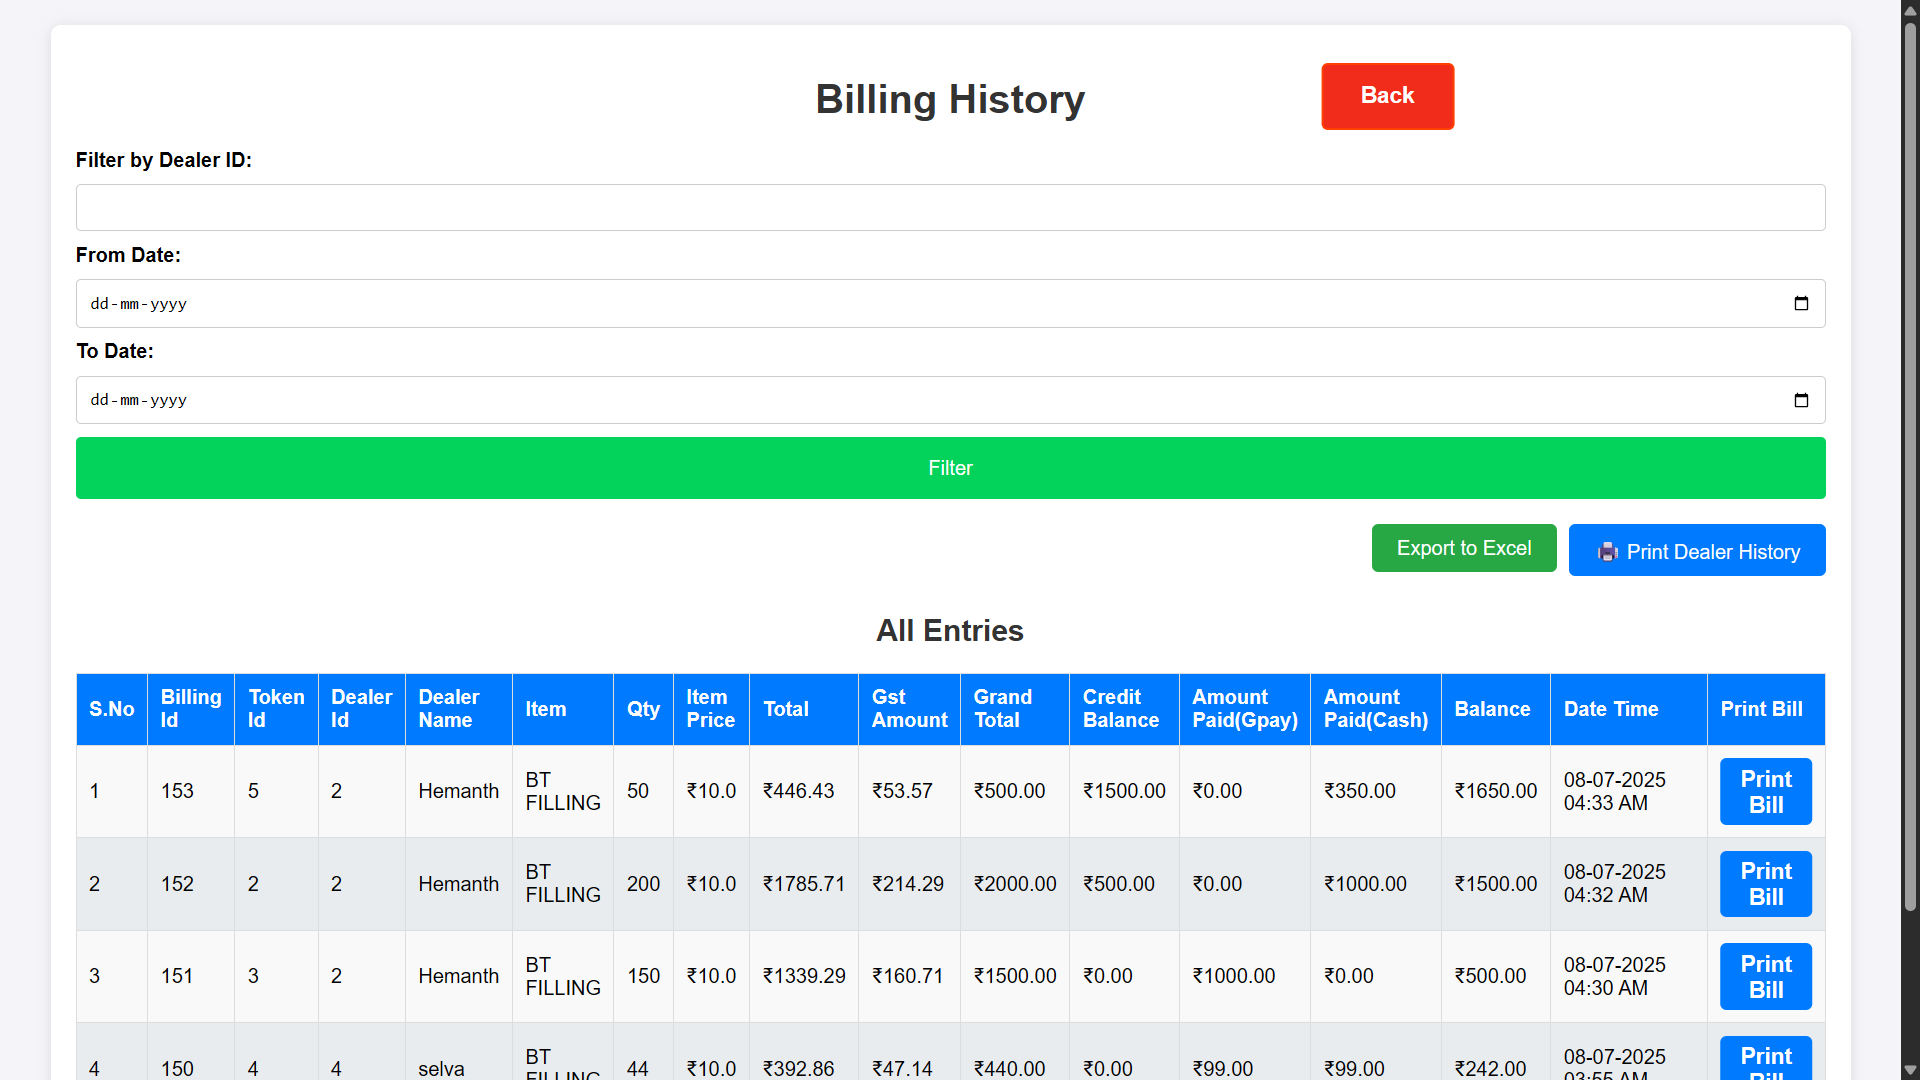 Billing History
Back
Filter by Dealer ID:
From Date:
dd-mm-yyyy
To Date:
dd-mm-yyyy
Filter
Export to Excel
Print Dealer History
All Entries
S.No Billing Id Token Id Dealer Id Dealer Name Item Qty Item Price Total Gst Amount Grand Total Credit Balance Amount Paid(Gpay) Amount Paid(Cash) Balance Date Time Print Bill
1 153 5 2 Hemanth BT FILLING 50 ₹10.0 ₹446.43 ₹53.57 ₹500.00 ₹1500.00 ₹0.00 ₹350.00 ₹1650.00 08-07-2025 04:33 AM Print Bill
2 152 2 2 Hemanth BT FILLING 200 ₹10.0 ₹1785.71 ₹214.29 ₹2000.00 ₹500.00 ₹0.00 ₹1000.00 ₹1500.00 08-07-2025 04:32 AM Print Bill
3 151 3 2 Hemanth BT FILLING 150 ₹10.0 ₹1339.29 ₹160.71 ₹1500.00 ₹0.00 ₹1000.00 ₹0.00 ₹500.00 08-07-2025 04:30 AM Print Bill
4 150 4 4 selva BT FILLING 44 ₹10.0 ₹392.86 ₹47.14 ₹440.00 ₹0.00 ₹99.00 ₹99.00 ₹242.00 08-07-2025 03:55 AM Print Bill